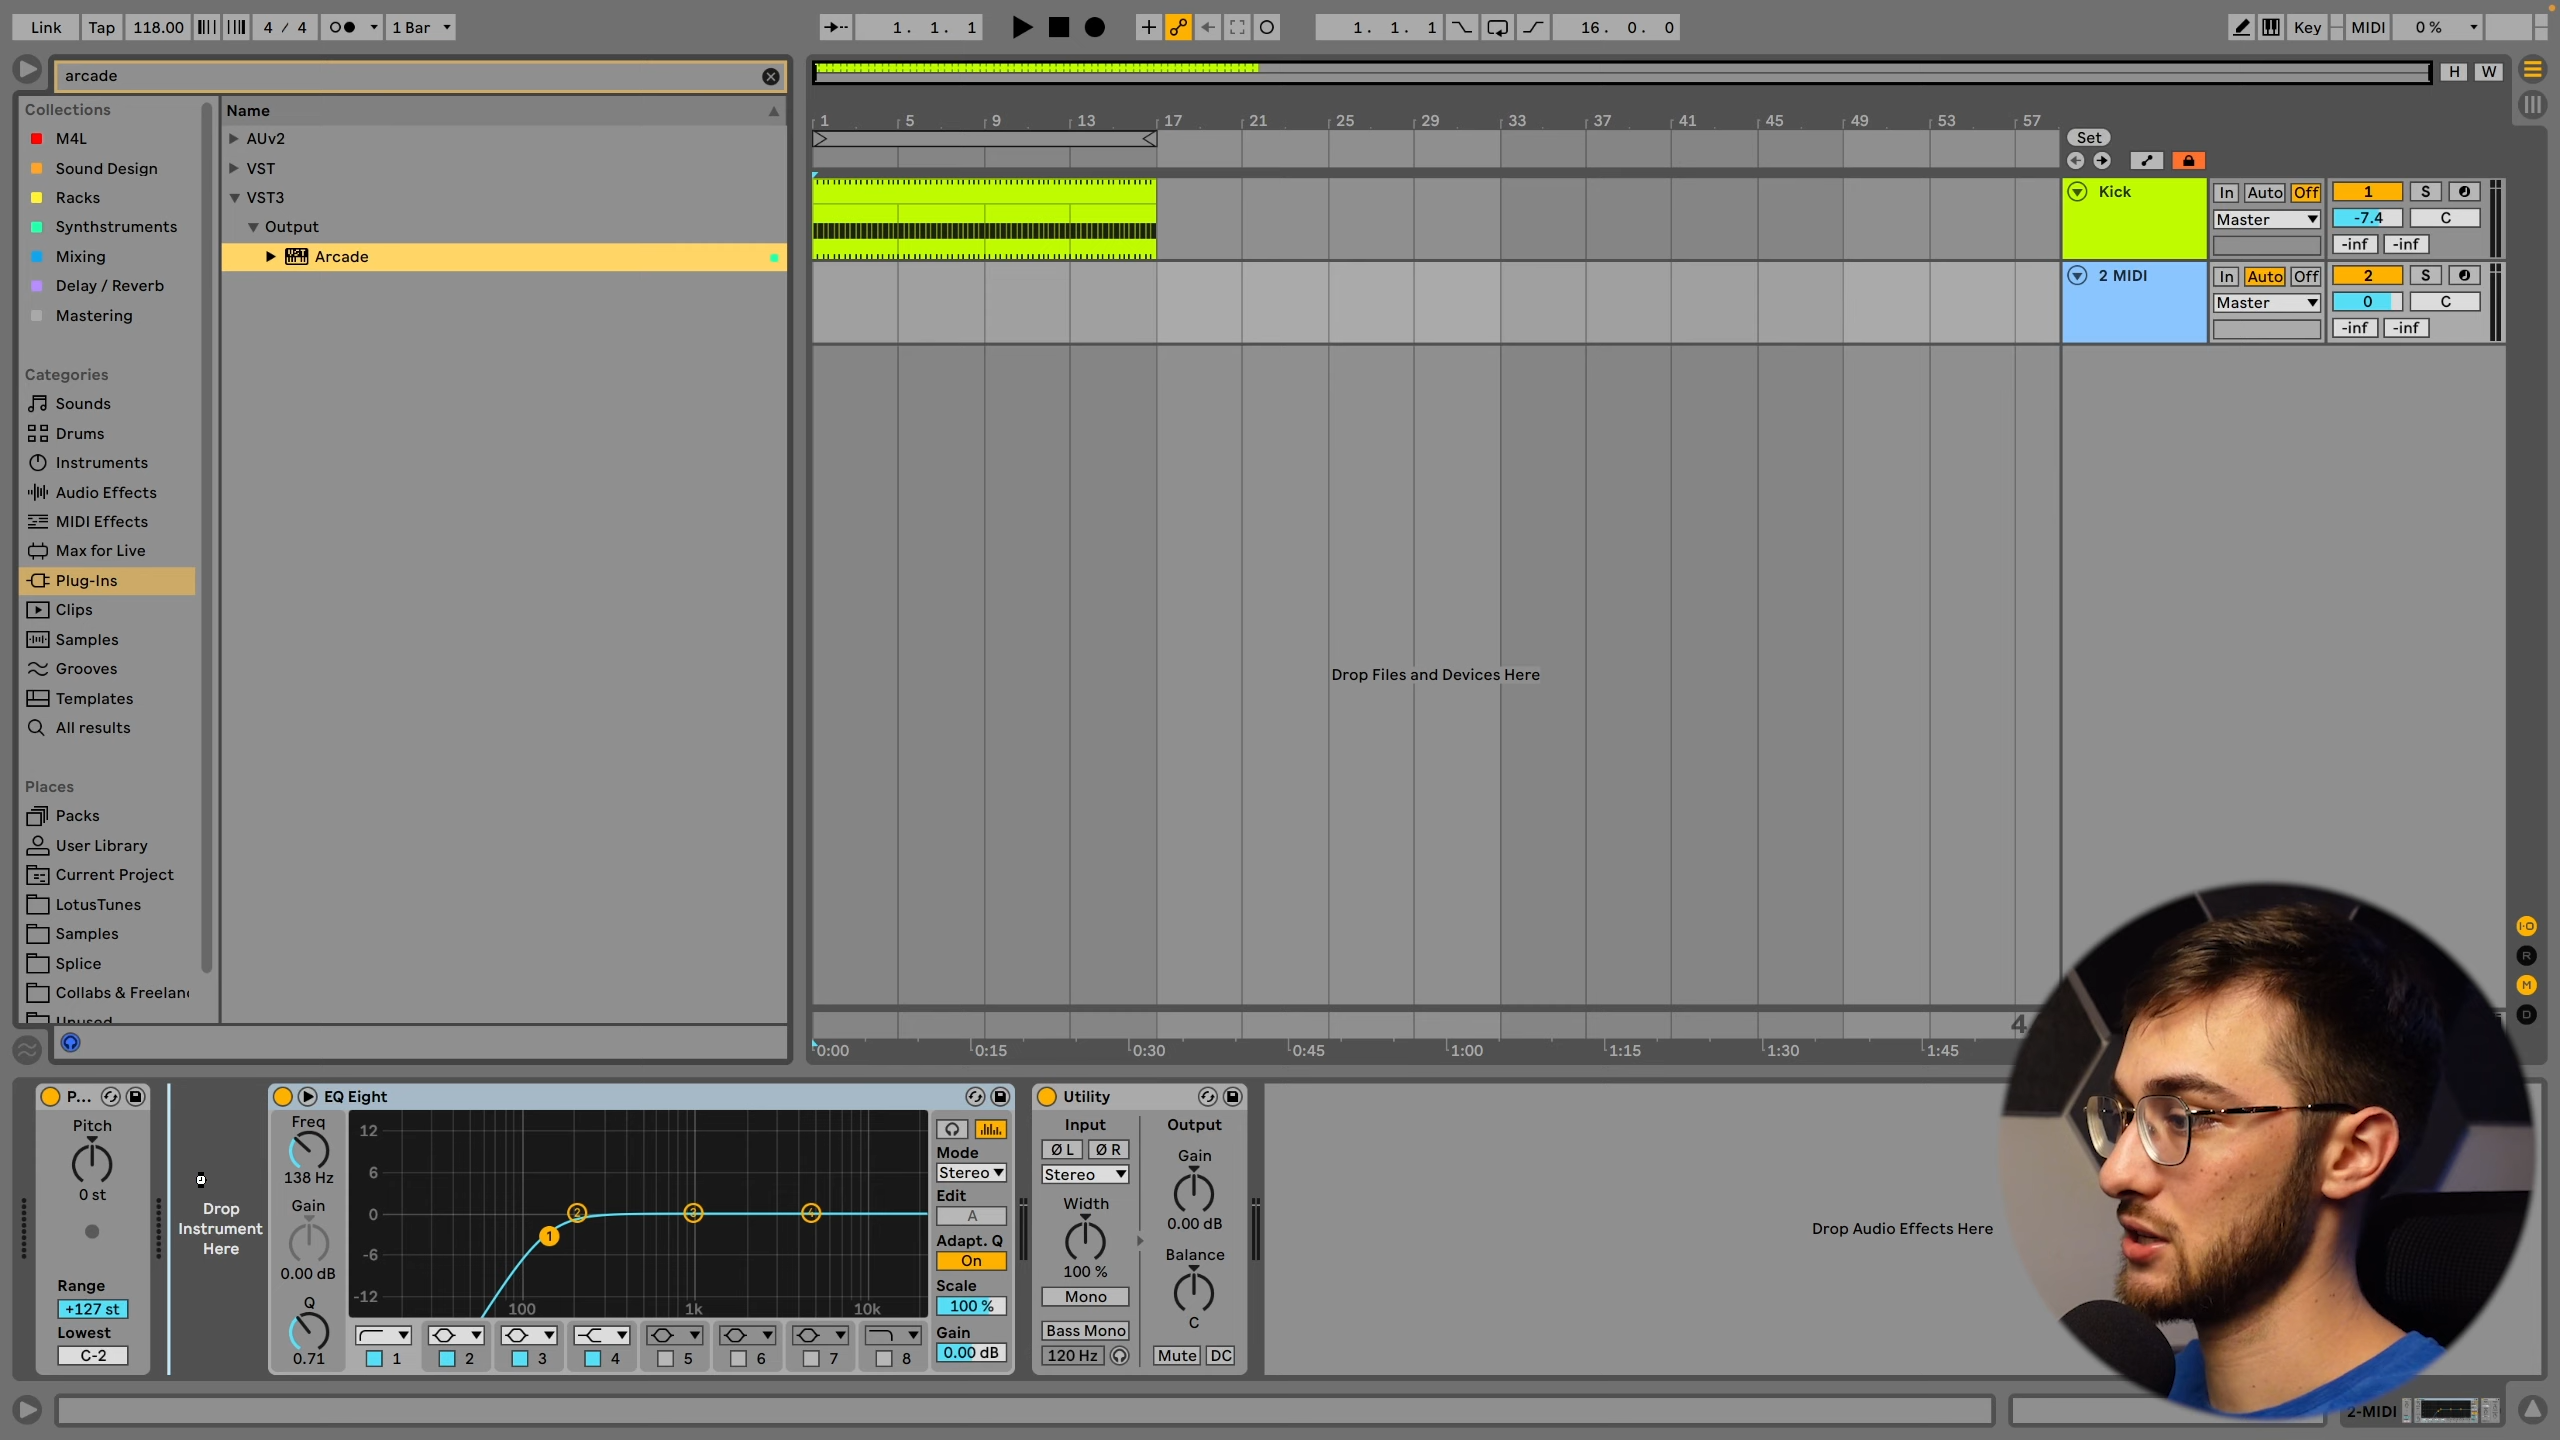 Link Tap 118.00 4 / 4 1 Bar 1. 1. 1 1. 1. 1 16. 0. 0 Key MIDI 0 %
arcade
H W
Collections
M4L
Sound Design
Racks
Synthstruments
Mixing
Delay / Reverb
Mastering
Categories
Sounds
Drums
Instruments
Audio Effects
MIDI Effects
Max for Live
Plug-Ins
Clips
Samples
Grooves
Templates
All results
Places
Packs
User Library
Current Project
LotusTunes
Samples
Splice
Collabs & Freelan
Unused
Name
AUv2
VST
VST3
Output
Arcade
1 5 9 13 17 21 25 29 33 37 41 45 49 53 57
Set
Kick In Auto Off 1 S
Master -7.4 C
-inf -inf
2 MIDI In Auto Off 2 S
Master 0 C
-inf -inf
Drop Files and Devices Here
4
0:00 0:15 0:30 0:45 1:00 1:15 1:30 1:45
I·O
R
M
D
P...
Pitch
0 st
Range
+127 st
Lowest
C-2
Drop
Instrument
Here
EQ Eight
Freq
138 Hz
Gain
0.00 dB
Q
0.71
12
6
0
-6
-12
1 2 3 4
100 1k 10k
1 2 3 4 5 6 7 8
Mode
Stereo
Edit
A
Adapt. Q
On
Scale
100 %
Gain
0.00 dB
Utility
Input
Ø L Ø R
Stereo
Width
100 %
Mono
Bass Mono
120 Hz
Output
Gain
0.00 dB
Balance
C
Mute DC
Drop Audio Effects Here
2-MIDI